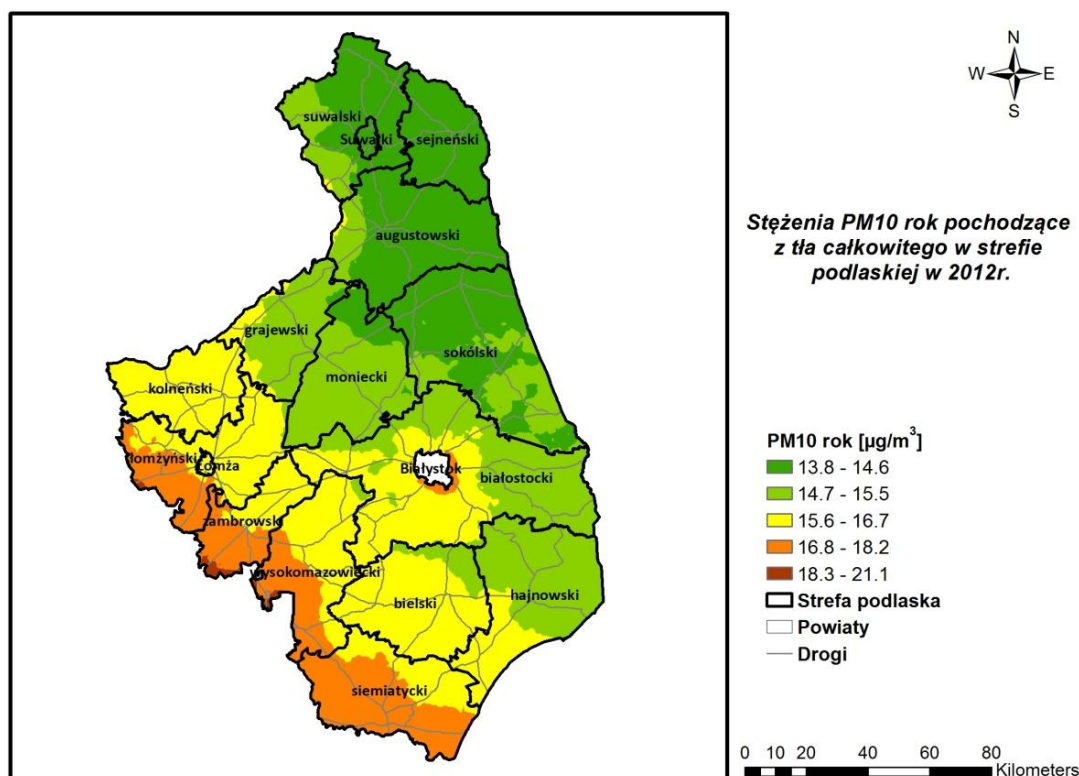 N
W E
S
suwalski
Suwałki
sejneński
augustowski
Stężenia PM10 rok pochodzące
z tła całkowitego w strefie
podlaskiej w 2012r.
grajewski
sokólski
moniecki
kolneński
łomżyński
Łomża
Białystok
białostocki
zambrowski
wysokomazowiecki
bielski
hajnowski
siemiatycki
PM10 rok [µg/m³]
13.8 - 14.6
14.7 - 15.5
15.6 - 16.7
16.8 - 18.2
18.3 - 21.1
Strefa podlaska
Powiaty
Drogi
0 10 20 40 60 80
Kilometers